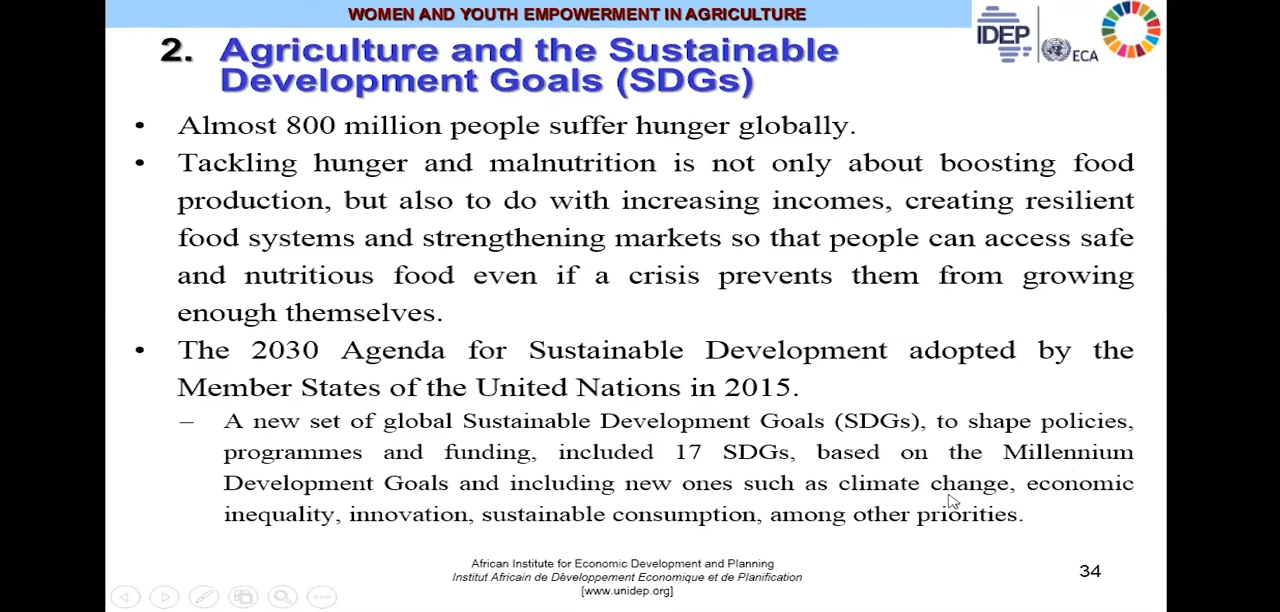 WOMEN AND YOUTH EMPOWERMENT IN AGRICULTURE
IDEP
ECA
2. Agriculture and the Sustainable
Development Goals (SDGs)
• Almost 800 million people suffer hunger globally.
• Tackling hunger and malnutrition is not only about boosting food
production, but also to do with increasing incomes, creating resilient
food systems and strengthening markets so that people can access safe
and nutritious food even if a crisis prevents them from growing
enough themselves.
• The 2030 Agenda for Sustainable Development adopted by the
Member States of the United Nations in 2015.
– A new set of global Sustainable Development Goals (SDGs), to shape policies,
programmes and funding, included 17 SDGs, based on the Millennium
Development Goals and including new ones such as climate change, economic
inequality, innovation, sustainable consumption, among other priorities.
African Institute for Economic Development and Planning
Institut Africain de Développement Economique et de Planification
[www.unidep.org]
34